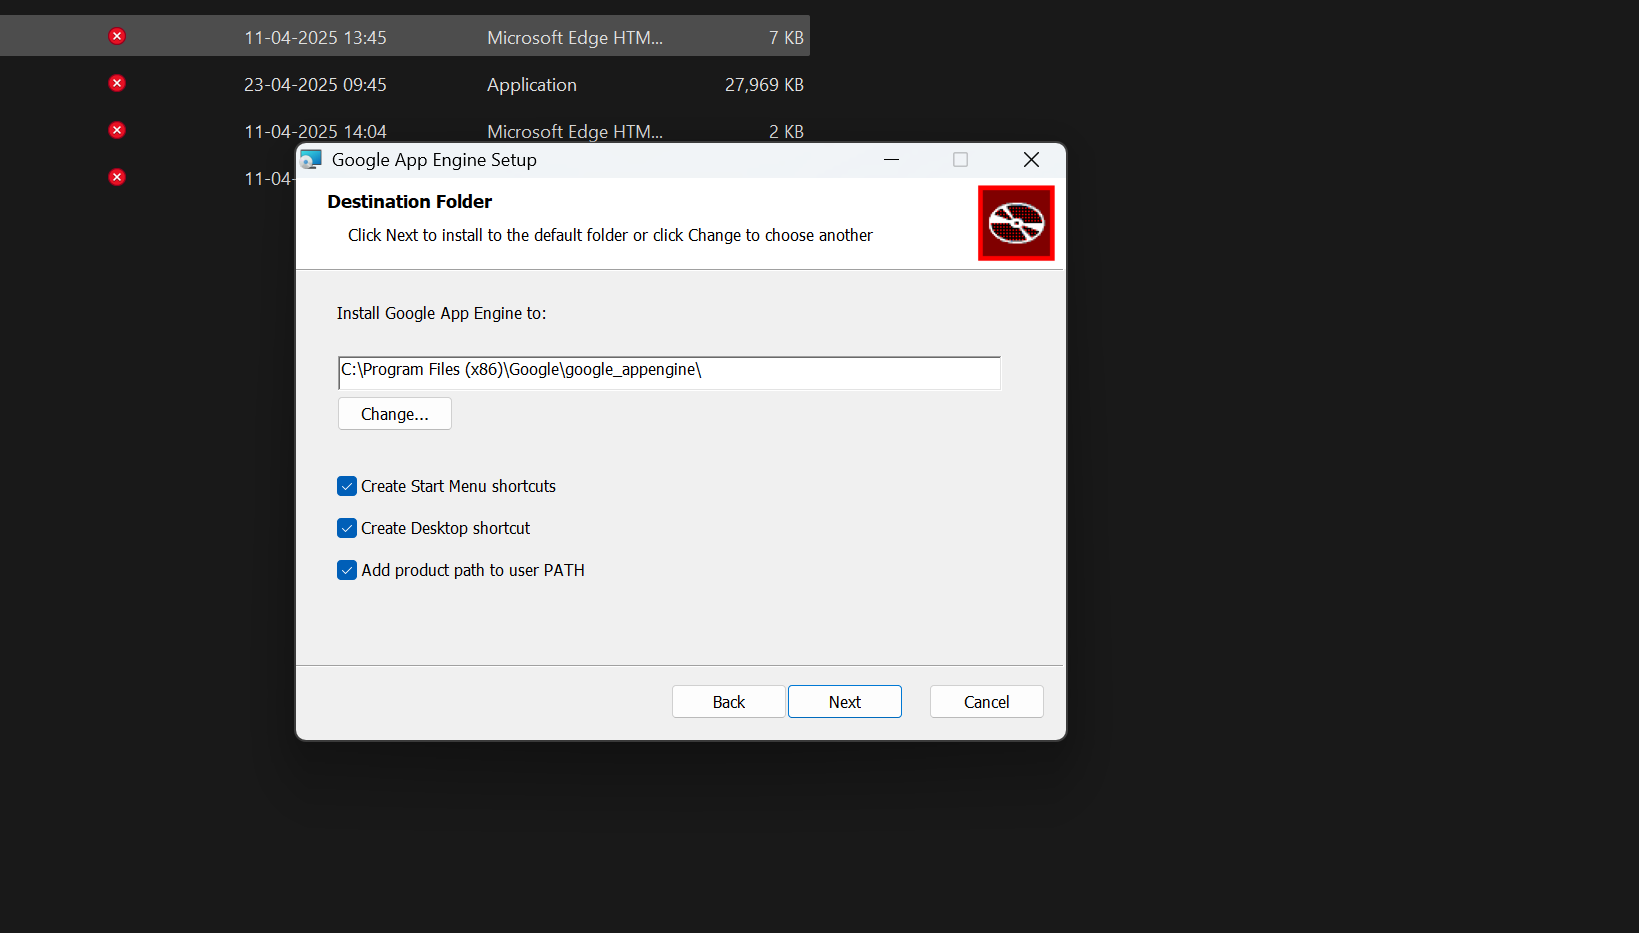 11-04-2025 13:45 Microsoft Edge HTM... 7 KB
23-04-2025 09:45 Application 27,969 KB
11-04-2025 14:04 Microsoft Edge HTM... 2 KB
11-04-
Google App Engine Setup
Destination Folder
Click Next to install to the default folder or click Change to choose another
Install Google App Engine to:
C:\Program Files (x86)\Google\google_appengine\
Change...
Create Start Menu shortcuts
Create Desktop shortcut
Add product path to user PATH
Back Next Cancel